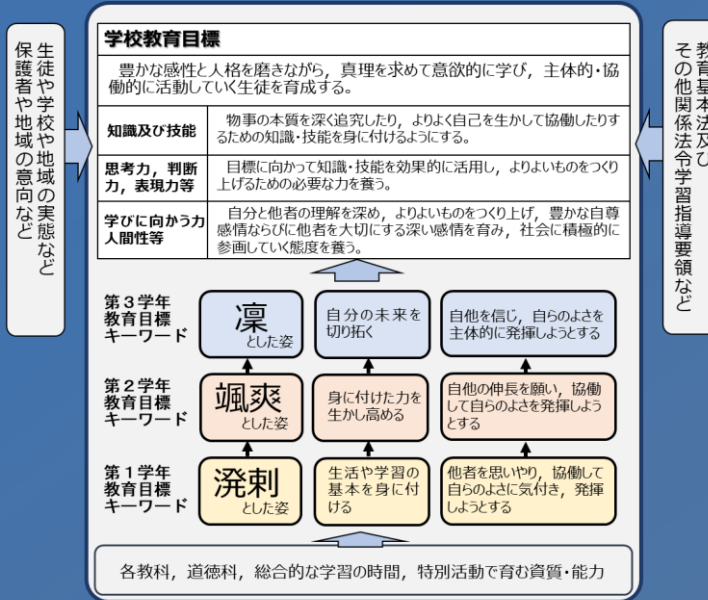 生徒や学校や地域の実態など
保護者や地域の意向など
学校教育目標
豊かな感性と人格を磨きながら，真理を求めて意欲的に学び，主体的・協
働的に活動していく生徒を育成する。
知識及び技能
物事の本質を深く追究したり，よりよく自己を生かして協働したりす
るための知識・技能を身に付けるようにする。
思考力，判断
力，表現力等
目標に向かって知識・技能を効果的に活用し，よりよいものをつくり
上げるための必要な力を養う。
学びに向かう力
人間性等
自分と他者の理解を深め，よりよいものをつくり上げ，豊かな自尊
感情ならびに他者を大切にする深い感情を育み，社会に積極的に
参画していく態度を養う。
教育基本法及び
その他関係法令学習指導要領など
第３学年
教育目標
キーワード
凜
とした姿
自分の未来を
切り拓く
自他を信じ，自らのよさを
主体的に発揮しようとする
第２学年
教育目標
キーワード
颯爽
とした姿
身に付けた力を
生かし高める
自他の伸長を願い，協働
して自らのよさを発揮しよう
とする
第１学年
教育目標
キーワード
溌剌
とした姿
生活や学習の
基本を身に付
ける
他者を思いやり，協働して
自らのよさに気付き，発揮
しようとする
各教科，道徳科，総合的な学習の時間，特別活動で育む資質・能力